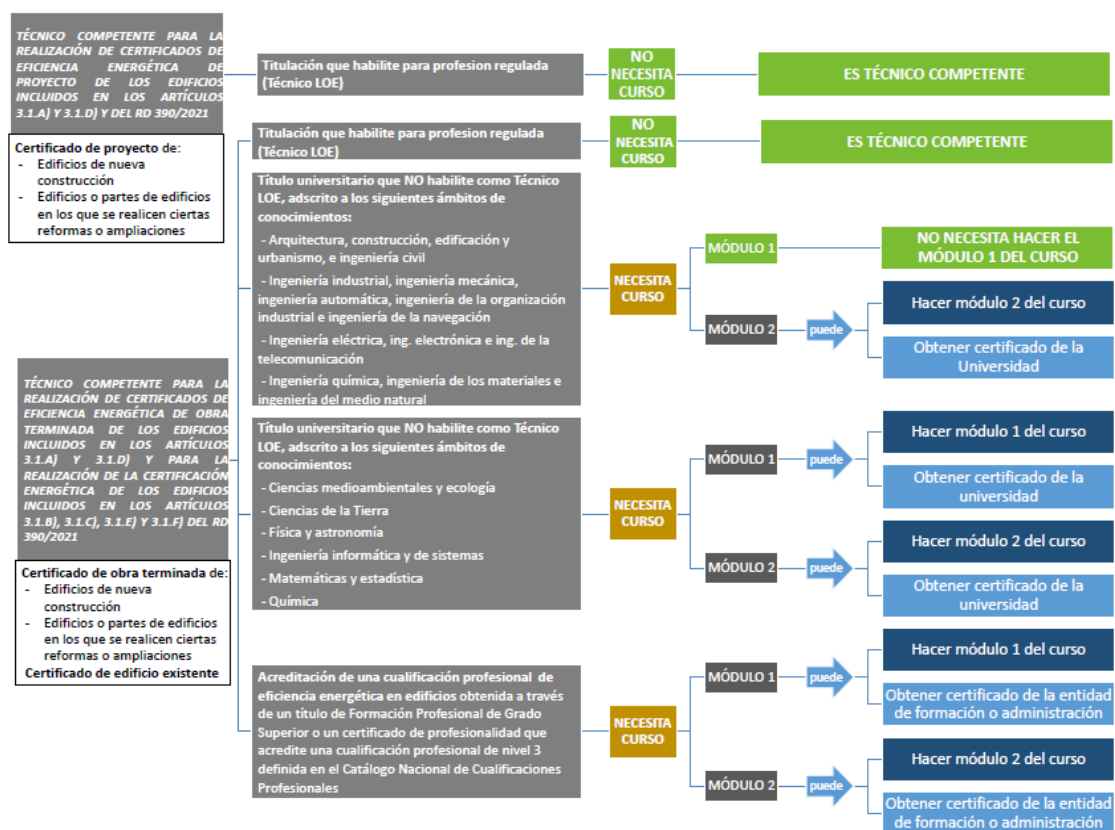 TÉCNICO COMPETENTE PARA LA
REALIZACIÓN DE CERTIFICADOS DE
EFICIENCIA ENERGÉTICA DE
PROYECTO DE LOS EDIFICIOS
INCLUIDOS EN LOS ARTÍCULOS
3.1.A) Y 3.1.D) Y DEL RD 390/2021
Certificado de proyecto de:
- Edificios de nueva
construcción
- Edificios o partes de edificios
en los que se realicen ciertas
reformas o ampliaciones
Titulación que habilite para profesion regulada
(Técnico LOE)
NO
NECESITA
CURSO
ES TÉCNICO COMPETENTE
TÉCNICO COMPETENTE PARA LA
REALIZACIÓN DE CERTIFICADOS DE
EFICIENCIA ENERGÉTICA DE OBRA
TERMINADA DE LOS EDIFICIOS
INCLUIDOS EN LOS ARTÍCULOS
3.1.A) Y 3.1.D) Y PARA LA
REALIZACIÓN DE LA CERTIFICACIÓN
ENERGÉTICA DE LOS EDIFICIOS
INCLUIDOS EN LOS ARTÍCULOS
3.1.B), 3.1.C), 3.1.E) Y 3.1.F) DEL RD
390/2021
Certificado de obra terminada de:
- Edificios de nueva
construcción
- Edificios o partes de edificios
en los que se realicen ciertas
reformas o ampliaciones
Certificado de edificio existente
Titulación que habilite para profesion regulada
(Técnico LOE)
NO
NECESITA
CURSO
ES TÉCNICO COMPETENTE
Título universitario que NO habilite como Técnico
LOE, adscrito a los siguientes ámbitos de
conocimientos:
- Arquitectura, construcción, edificación y
urbanismo, e ingeniería civil
- Ingeniería industrial, ingeniería mecánica,
ingeniería automática, ingeniería de la organización
industrial e ingeniería de la navegación
- Ingeniería eléctrica, ing. electrónica e ing. de la
telecomunicación
- Ingeniería química, ingeniería de los materiales e
ingeniería del medio natural
NECESITA
CURSO
MÓDULO 1
NO NECESITA HACER EL
MÓDULO 1 DEL CURSO
MÓDULO 2
puede
Hacer módulo 2 del curso
Obtener certificado de la
Universidad
Título universitario que NO habilite como Técnico
LOE, adscrito a los siguientes ámbitos de
conocimientos:
- Ciencias medioambientales y ecología
- Ciencias de la Tierra
- Física y astronomía
- Ingeniería informática y de sistemas
- Matemáticas y estadística
- Química
NECESITA
CURSO
MÓDULO 1
puede
Hacer módulo 1 del curso
Obtener certificado de la
universidad
MÓDULO 2
puede
Hacer módulo 2 del curso
Obtener certificado de la
universidad
Acreditación de una cualificación profesional de
eficiencia energética en edificios obtenida a través
de un título de Formación Profesional de Grado
Superior o un certificado de profesionalidad que
acredite una cualificación profesional de nivel 3
definida en el Catálogo Nacional de Cualificaciones
Profesionales
NECESITA
CURSO
MÓDULO 1
puede
Hacer módulo 1 del curso
Obtener certificado de la entidad
de formación o administración
MÓDULO 2
puede
Hacer módulo 2 del curso
Obtener certificado de la entidad
de formación o administración